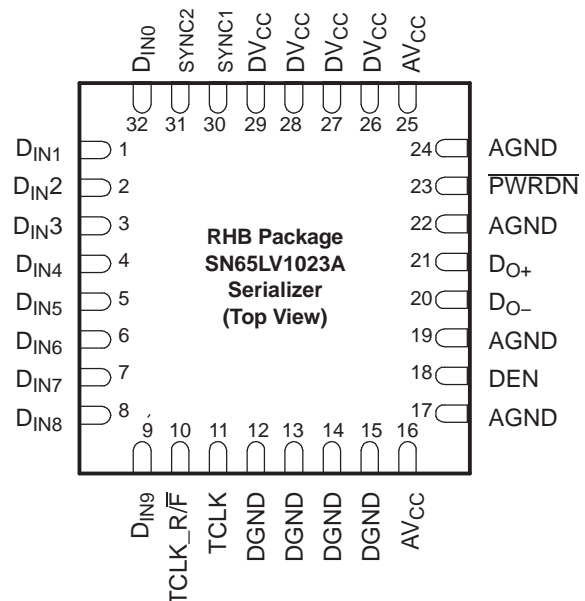 DIN0 SYNC2 SYNC1 DVCC DVCC DVCC DVCC AVCC
32 31 30 29 28 27 26 25
DIN1 1
DIN2 2
DIN3 3
DIN4 4
DIN5 5
DIN6 6
DIN7 7
DIN8 8
RHB Package
SN65LV1023A
Serializer
(Top View)
24 AGND
23 PWRDN
22 AGND
21 DO+
20 DO–
19 AGND
18 DEN
17 AGND
9 10 11 12 13 14 15 16
DIN9 TCLK_R/F TCLK DGND DGND DGND DGND AVCC